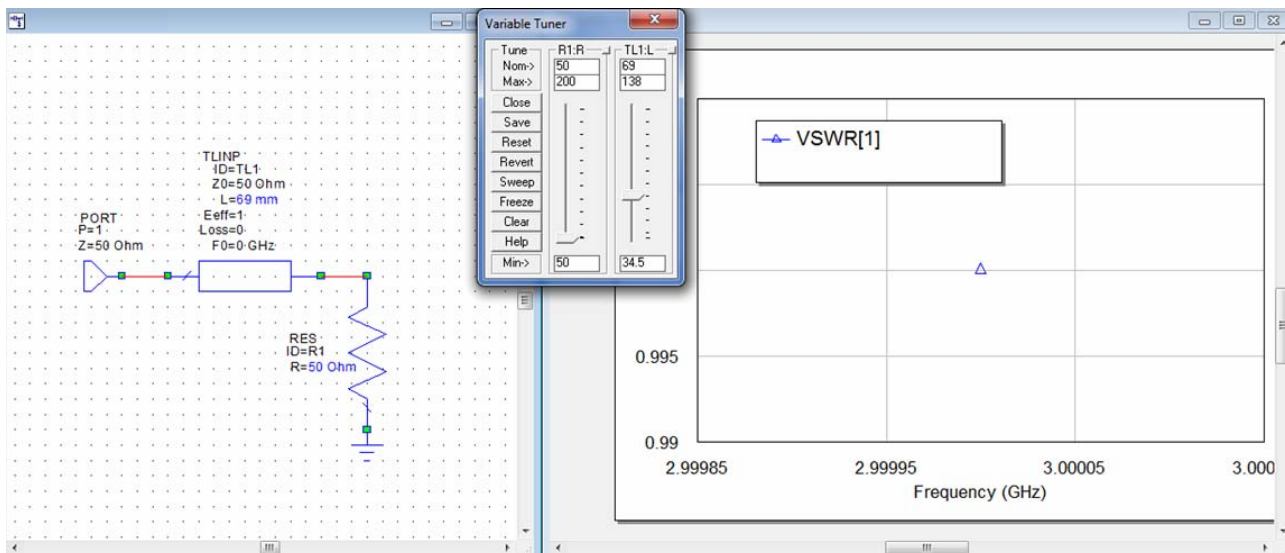 TLINP
ID=TL1
Z0=50 Ohm
L=69 mm
Eeff=1
Loss=0
F0=0 GHz
PORT
P=1
Z=50 Ohm
RES
ID=R1
R=50 Ohm
Variable Tuner
Tune R1:R TL1:L
Nom-> 50 69
Max-> 200 138
Close
Save
Reset
Revert
Sweep
Freeze
Clear
Help
Min-> 50 34.5
VSWR[1]
0.995
0.99
2.99985 2.99995 3.00005 3.000
Frequency (GHz)